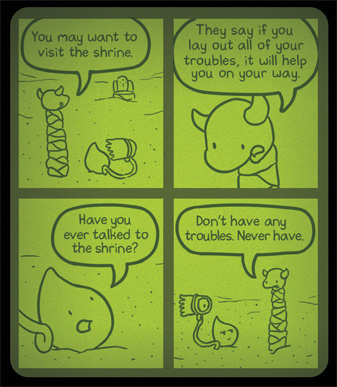 You may want to
visit the shrine.
They say if you
lay out all of your
troubles, it will help
you on your way.
Have you
ever talked to
the shrine?
Don't have any
troubles. Never have.